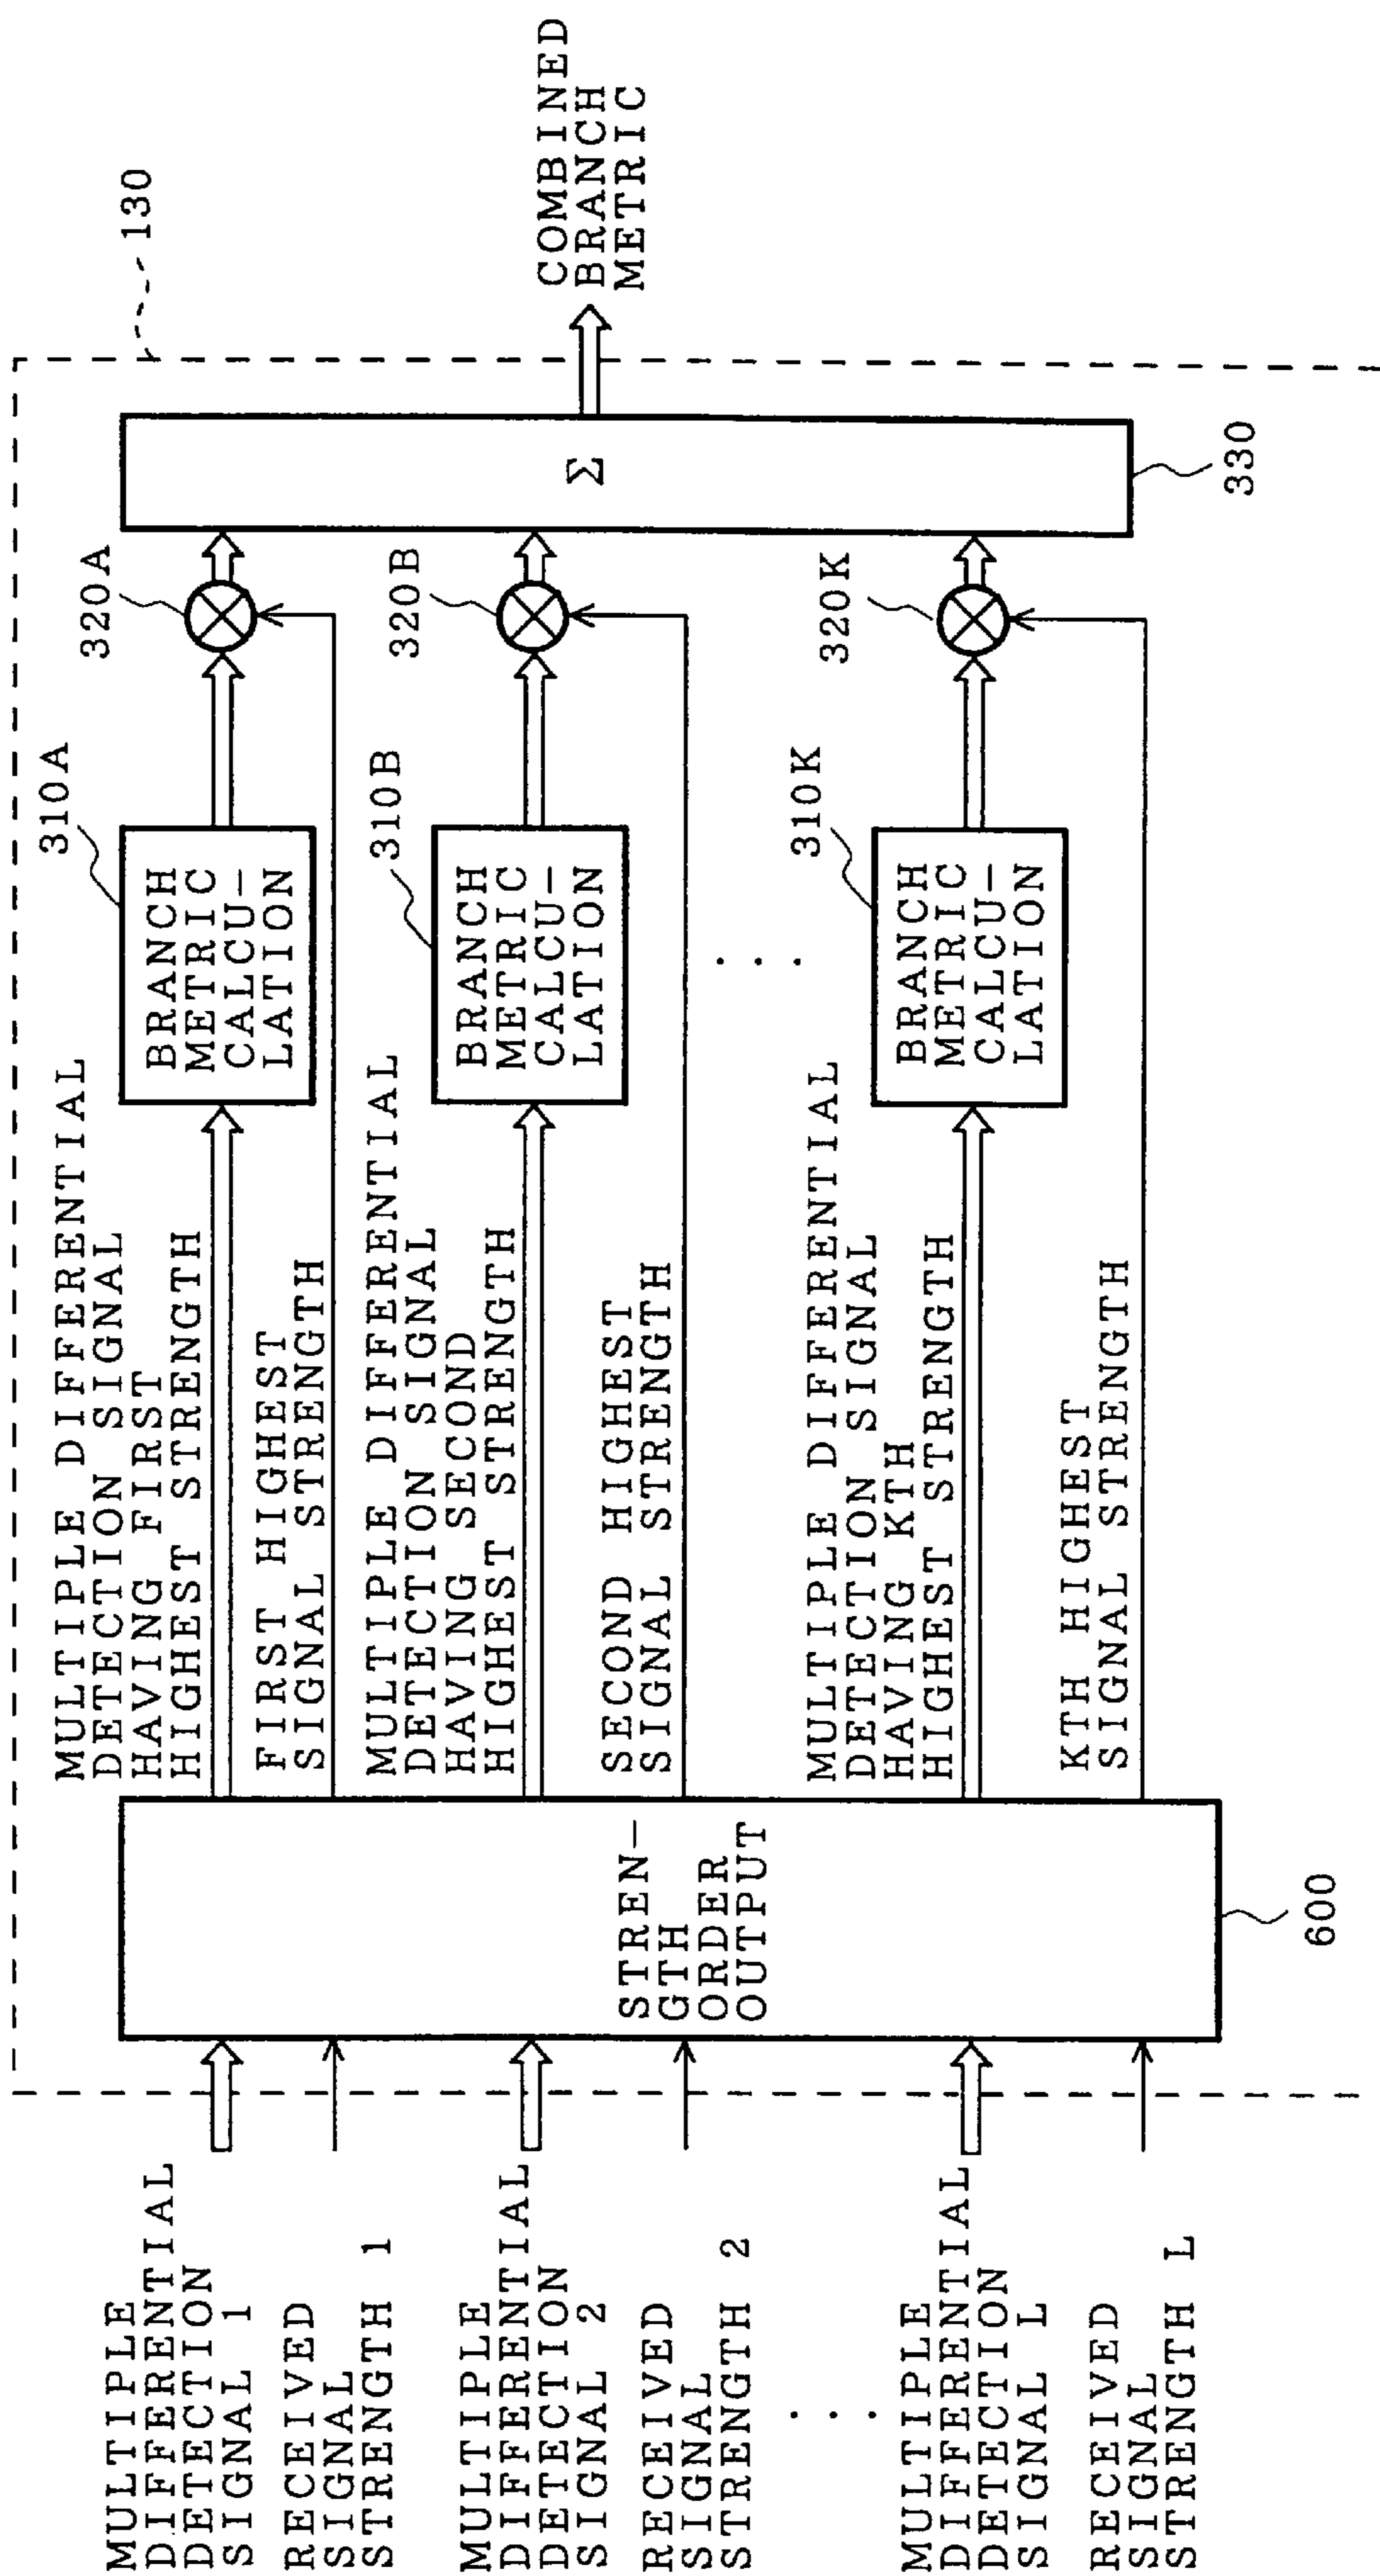 MULTIPLE
DIFFERENTIAL
DETECTION
SIGNAL 1
RECEIVED
SIGNAL
STRENGTH 1
MULTIPLE
DIFFERENTIAL
DETECTION
SIGNAL 2
RECEIVED
SIGNAL
STRENGTH 2
. . .
MULTIPLE
DIFFERENTIAL
DETECTION
SIGNAL L
RECEIVED
SIGNAL
STRENGTH L
STREN-
GTH
ORDER
OUTPUT
600
MULTIPLE DIFFERENTIAL
DETECTION SIGNAL
HAVING FIRST
HIGHEST STRENGTH
FIRST HIGHEST
SIGNAL STRENGTH
MULTIPLE DIFFERENTIAL
DETECTION SIGNAL
HAVING SECOND
HIGHEST STRENGTH
SECOND HIGHEST
SIGNAL STRENGTH
MULTIPLE DIFFERENTIAL
DETECTION SIGNAL
HAVING KTH
HIGHEST STRENGTH
KTH HIGHEST
SIGNAL STRENGTH
310A
BRANCH
METRIC
CALCU-
LATION
310B
BRANCH
METRIC
CALCU-
LATION
. . .
310K
BRANCH
METRIC
CALCU-
LATION
320A
320B
320K
Σ
330
130
COMBINED
BRANCH
METRIC